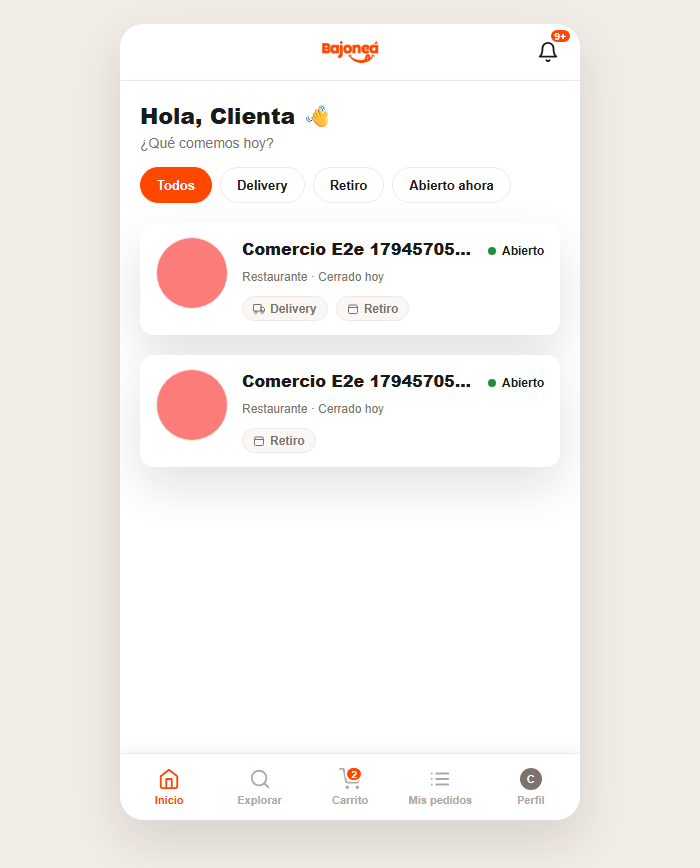 Bajoneá
9+
Hola, Clienta 👋
¿Qué comemos hoy?
Todos
Delivery
Retiro
Abierto ahora
Comercio E2e 17945705...
Abierto
Restaurante · Cerrado hoy
Delivery
Retiro
Comercio E2e 17945705...
Abierto
Restaurante · Cerrado hoy
Retiro
2
C
Inicio
Explorar
Carrito
Mis pedidos
Perfil